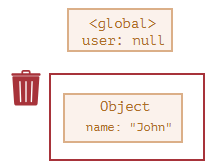 <global>
user: null
Object
name: "John"